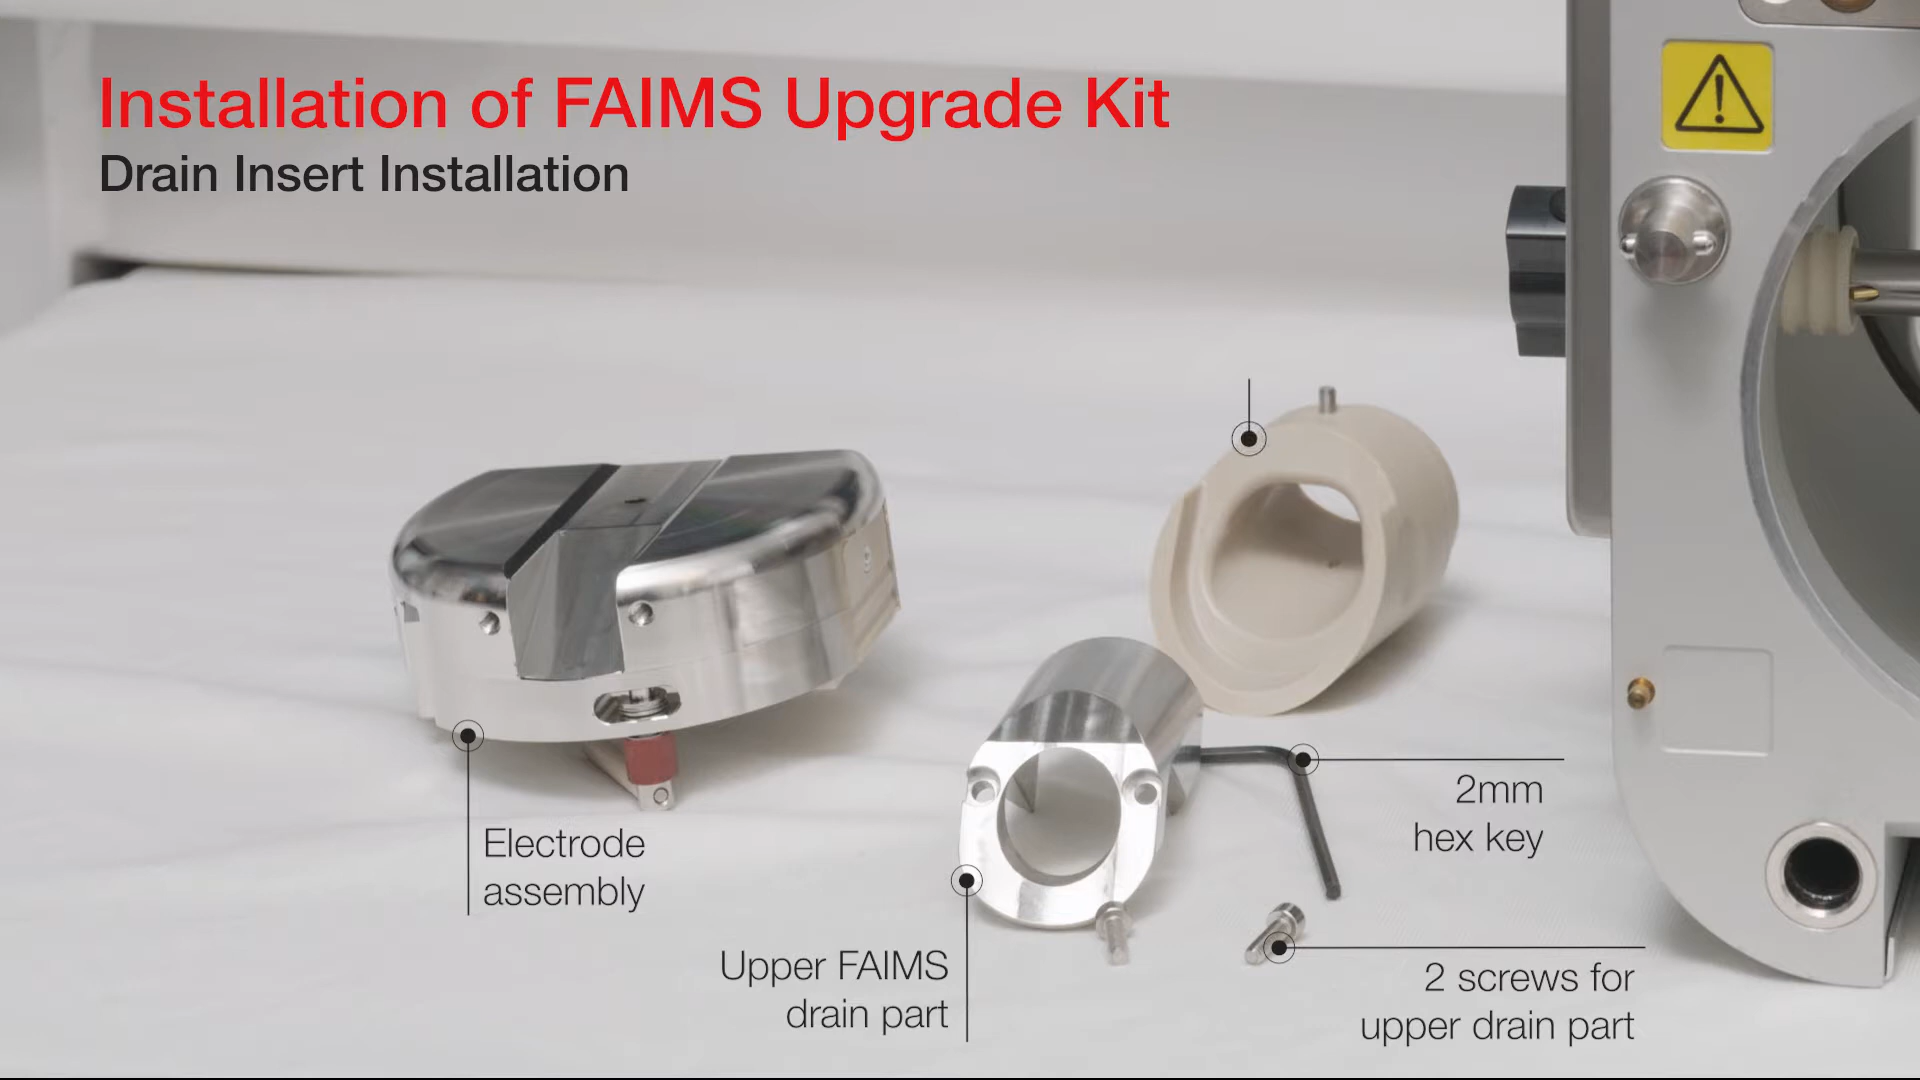 Installation of FAIMS Upgrade Kit
Drain Insert Installation
Electrode
assembly
Upper FAIMS
drain part
2mm
hex key
2 screws for
upper drain part